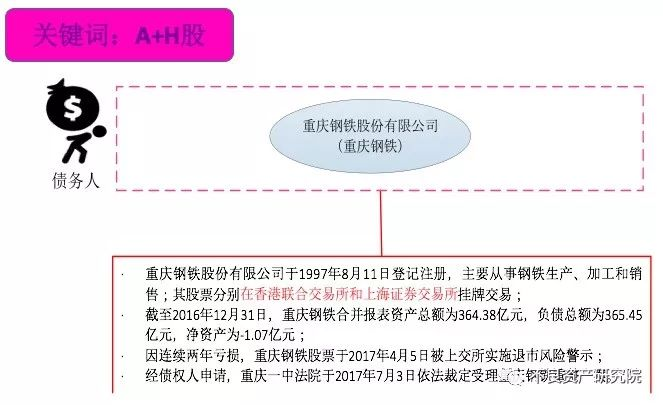 关键词：A+H股
$
重庆钢铁股份有限公司
(重庆钢铁)
债务人
· 重庆钢铁股份有限公司于1997年8月11日登记注册，主要从事钢铁生产、加工和销
售；其股票分别在香港联合交易所和上海证券交易所挂牌交易；
· 截至2016年12月31日，重庆钢铁合并报表资产总额为364.38亿元，负债总额为365.45
亿元，净资产为-1.07亿元；
· 因连续两年亏损，重庆钢铁股票于2017年4月5日被上交所实施退市风险警示；
· 经债权人申请，重庆一中法院于2017年7月3日依法裁定受理
不良资产研究院